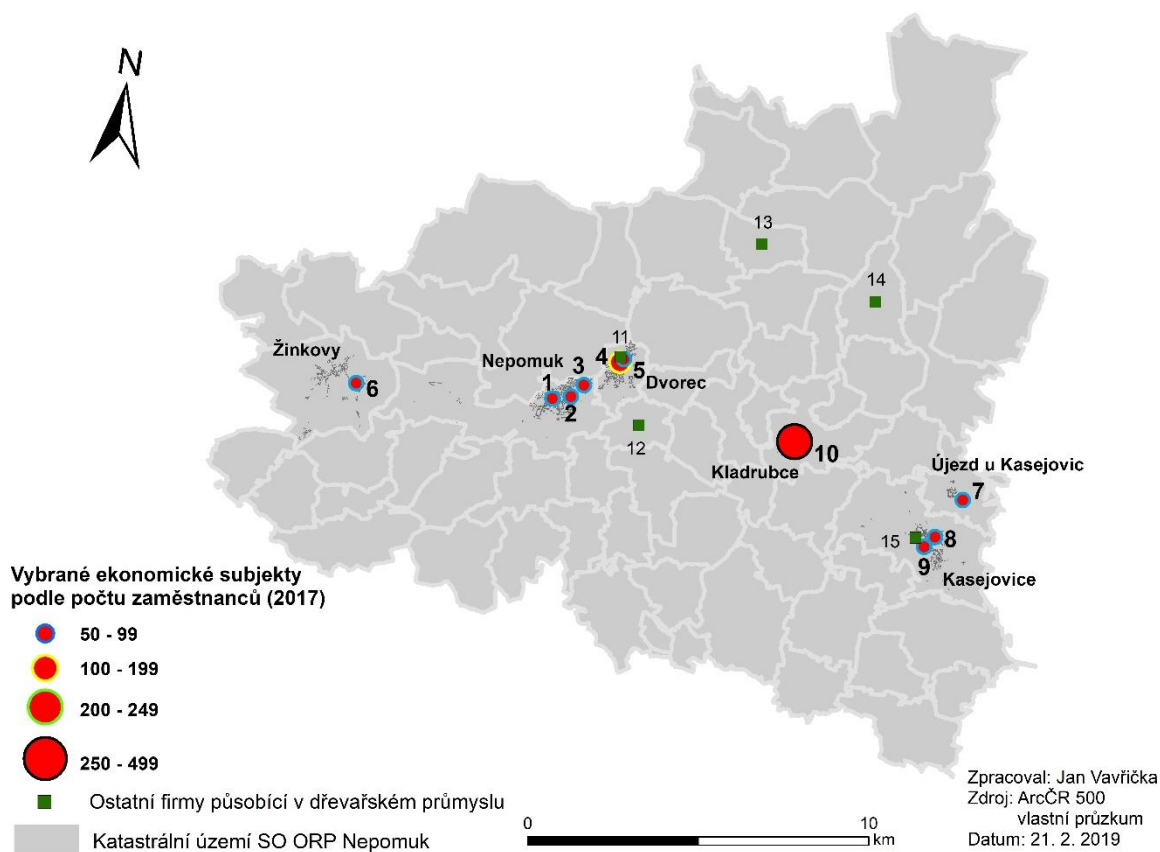 N
13
14
Žinkovy
6
Nepomuk
1
2
3
4
11
5
Dvorec
12
10
Kladrubce
Újezd u Kasejovic
7
15
8
9
Kasejovice
Vybrané ekonomické subjekty
podle počtu zaměstnanců (2017)
50 - 99
100 - 199
200 - 249
250 - 499
Ostatní firmy působící v dřevařském průmyslu
Katastrální území SO ORP Nepomuk
0
10
km
Zpracoval: Jan Vavřička
Zdroj: ArcČR 500
vlastní průzkum
Datum: 21. 2. 2019